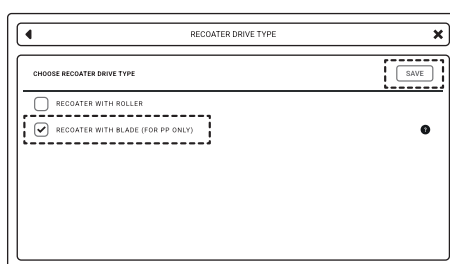 RECOATER DRIVE TYPE
CHOOSE RECOATER DRIVE TYPE
SAVE
RECOATER WITH ROLLER
RECOATER WITH BLADE (FOR PP ONLY)
?